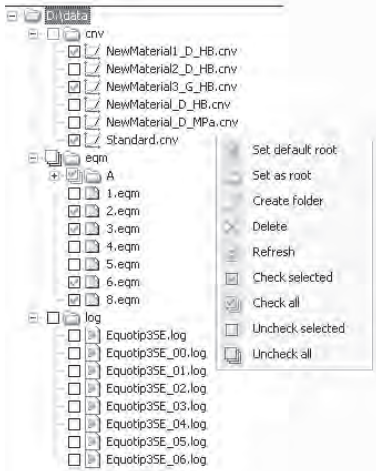 D:\data
cnv
NewMaterial1_D_HB.cnv
NewMaterial2_D_HB.cnv
NewMaterial3_G_HB.cnv
NewMaterial_D_HB.cnv
NewMaterial_D_MPa.cnv
Standard.cnv
eqm
A
1.eqm
2.eqm
3.eqm
4.eqm
5.eqm
6.eqm
8.eqm
log
Equotip3SE.log
Equotip3SE_00.log
Equotip3SE_01.log
Equotip3SE_02.log
Equotip3SE_03.log
Equotip3SE_04.log
Equotip3SE_05.log
Equotip3SE_06.log
Set default root
Set as root
Create folder
Delete
Refresh
Check selected
Check all
Uncheck selected
Uncheck all